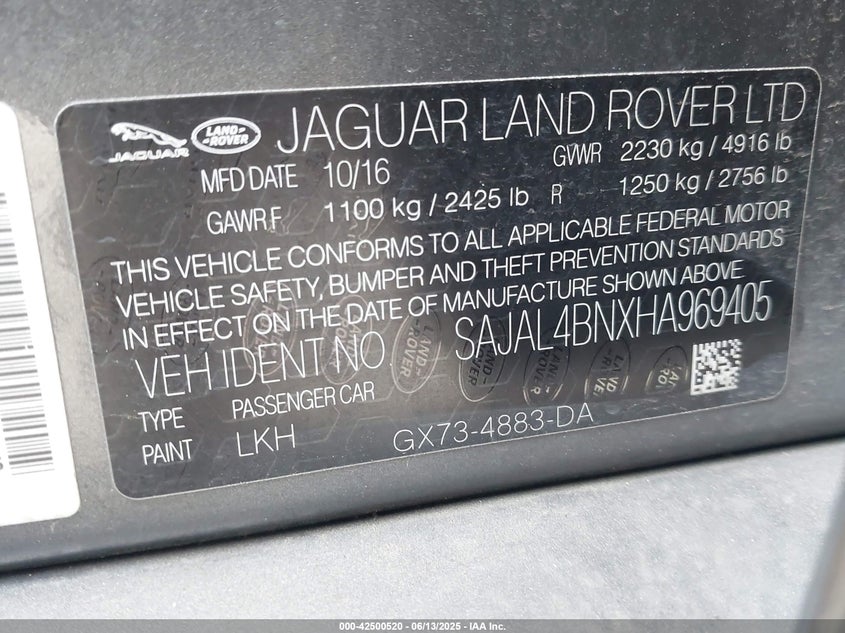 JAGUAR LAND-ROVER JAGUAR LAND ROVER LTD
MFD DATE 10/16 GVWR 2230 kg / 4916 lb
GAWR F 1100 kg / 2425 lb R 1250 kg / 2756 lb
THIS VEHICLE CONFORMS TO ALL APPLICABLE FEDERAL MOTOR
VEHICLE SAFETY, BUMPER AND THEFT PREVENTION STANDARDS
IN EFFECT ON THE DATE OF MANUFACTURE SHOWN ABOVE
VEH IDENT NO SAJAL4BNXHA969405
TYPE PASSENGER CAR
PAINT LKH GX73-4883-DA
000-42500520 - 06/13/2025 - IAA Inc.